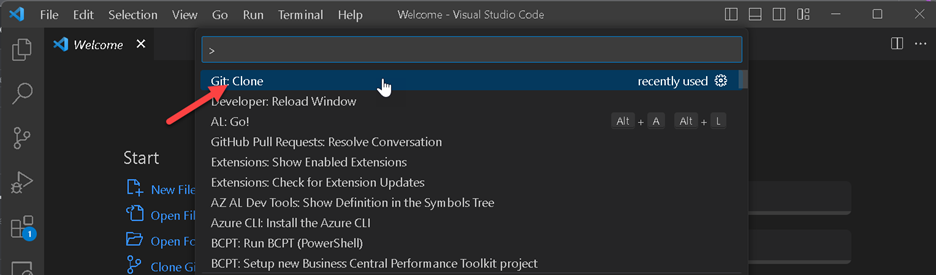 File Edit Selection View Go Run Terminal Help Welcome - Visual Studio Code
Welcome
>
Git: Clone recently used
Developer: Reload Window
AL: Go! Alt + A Alt + L
GitHub Pull Requests: Resolve Conversation
Extensions: Show Enabled Extensions
Extensions: Check for Extension Updates
AZ AL Dev Tools: Show Definition in the Symbols Tree
Azure CLI: Install the Azure CLI
BCPT: Run BCPT (PowerShell)
BCPT: Setup new Business Central Performance Toolkit project
Start
New File
Open Fil
Open Fo
Clone Gi
1